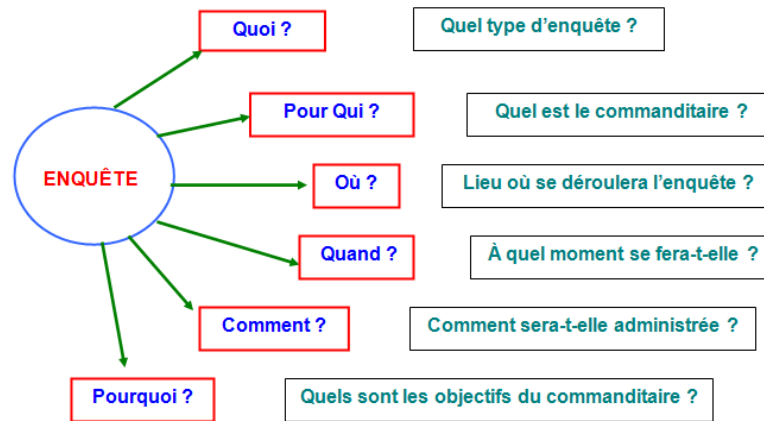 Quoi ?
Quel type d’enquête ?
Pour Qui ?
Quel est le commanditaire ?
ENQUÊTE
Où ?
Lieu où se déroulera l’enquête ?
Quand ?
À quel moment se fera-t-elle ?
Comment ?
Comment sera-t-elle administrée ?
Pourquoi ?
Quels sont les objectifs du commanditaire ?